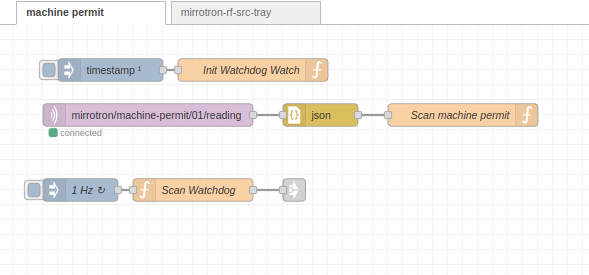 machine permit
mirrotron-rf-src-tray
timestamp ¹
Init Watchdog Watch
mirrotron/machine-permit/01/reading
json
Scan machine permit
connected
1 Hz ↻
Scan Watchdog